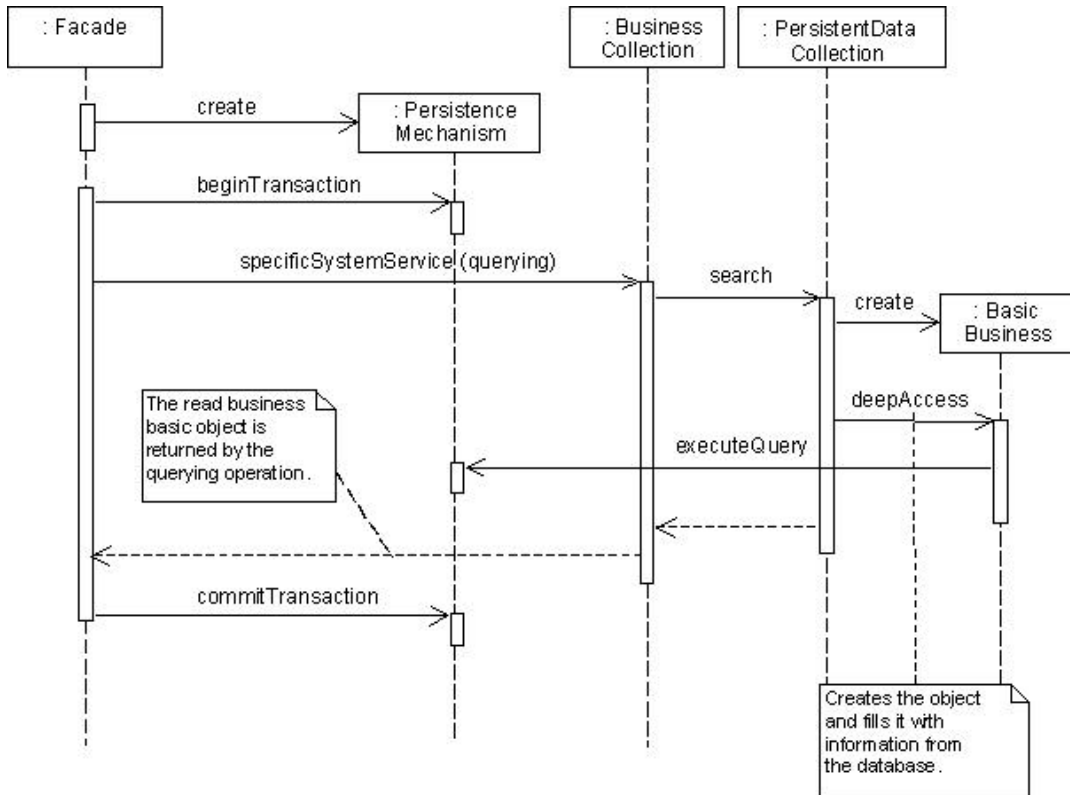 : Facade
: Business
Collection
: PersistentData
Collection
create
: Persistence
Mechanism
beginTransaction
specificSystemService (querying)
search
create
: Basic
Business
The read business
basic object is
returned by the
querying operation.
deepAccess
executeQuery
commitTransaction
Creates the object
and fills it with
information from
the database.